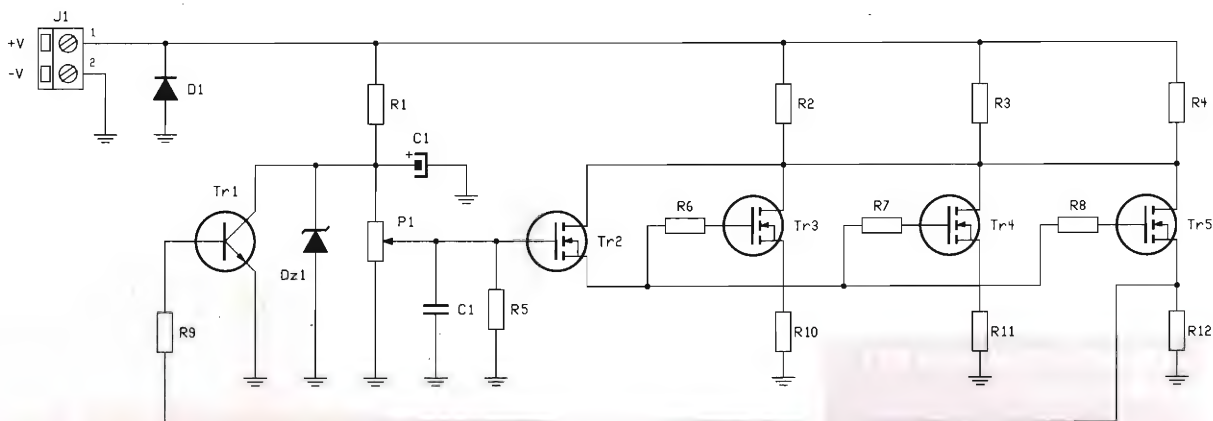 J1
+V 1
-V 2
D1
R1
R2
R3
R4
C1
+
Tr1
P1
Dz1
R6
R7
R8
Tr2
Tr3
Tr4
Tr5
R9
C1
R5
R10
R11
R12